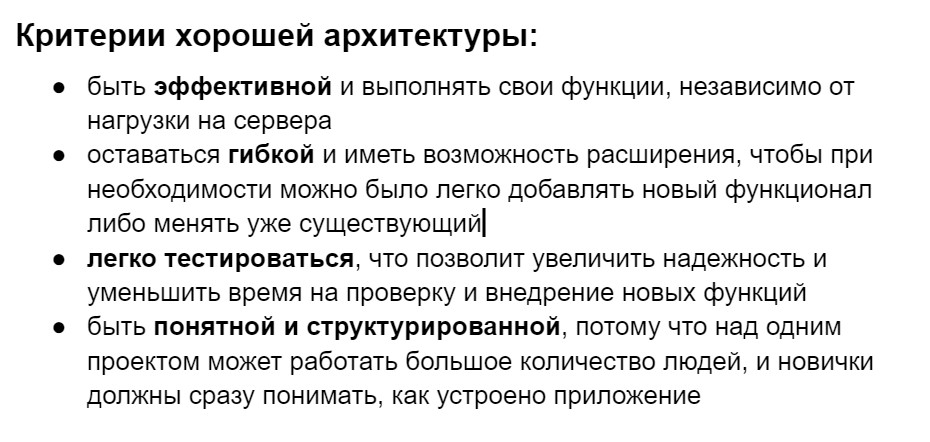 Критерии хорошей архитектуры:
● быть эффективной и выполнять свои функции, независимо от
нагрузки на сервера
● оставаться гибкой и иметь возможность расширения, чтобы при
необходимости можно было легко добавлять новый функционал
либо менять уже существующий
● легко тестироваться, что позволит увеличить надежность и
уменьшить время на проверку и внедрение новых функций
● быть понятной и структурированной, потому что над одним
проектом может работать большое количество людей, и новички
должны сразу понимать, как устроено приложение